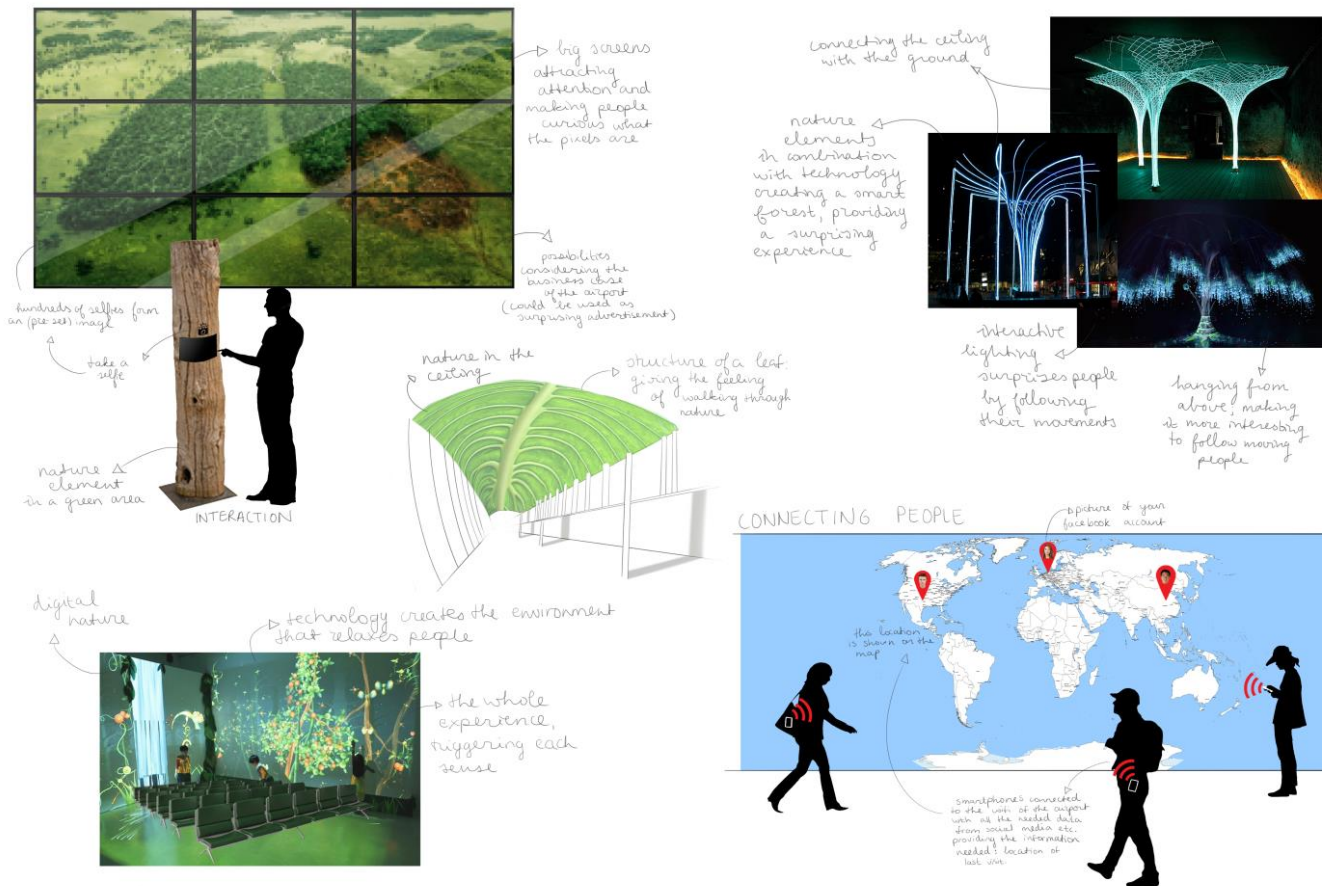 big screens
attracting
attention and
making people
curious what
the pixels are
possibilities
considering the
business case
of the airport
(could be used as
surprising advertisement)
hundreds of selfies form
an (pre-set) image
take a
selfie
nature
element
in a green area
INTERACTION
nature in the
ceiling
structure of a leaf:
giving the feeling
of walking through
nature
connecting the ceiling
with the ground
nature
elements
in combination
with technology
creating a smart
forest, providing
a surprising
experience
interactive
lighting
surprizes people
by following
their movements
hanging from
above; making
it more interesting
to follow moving
people
digital
nature
technology creates the environment
that relaxes people
the whole
experience,
triggering each
sense
CONNECTING PEOPLE
picture of your
facebook account
this location
is shown on the
map
smartphones connected
to the wifi of the airport
with all the needed data
from social media etc.
providing the information
needed: location of
last visit.